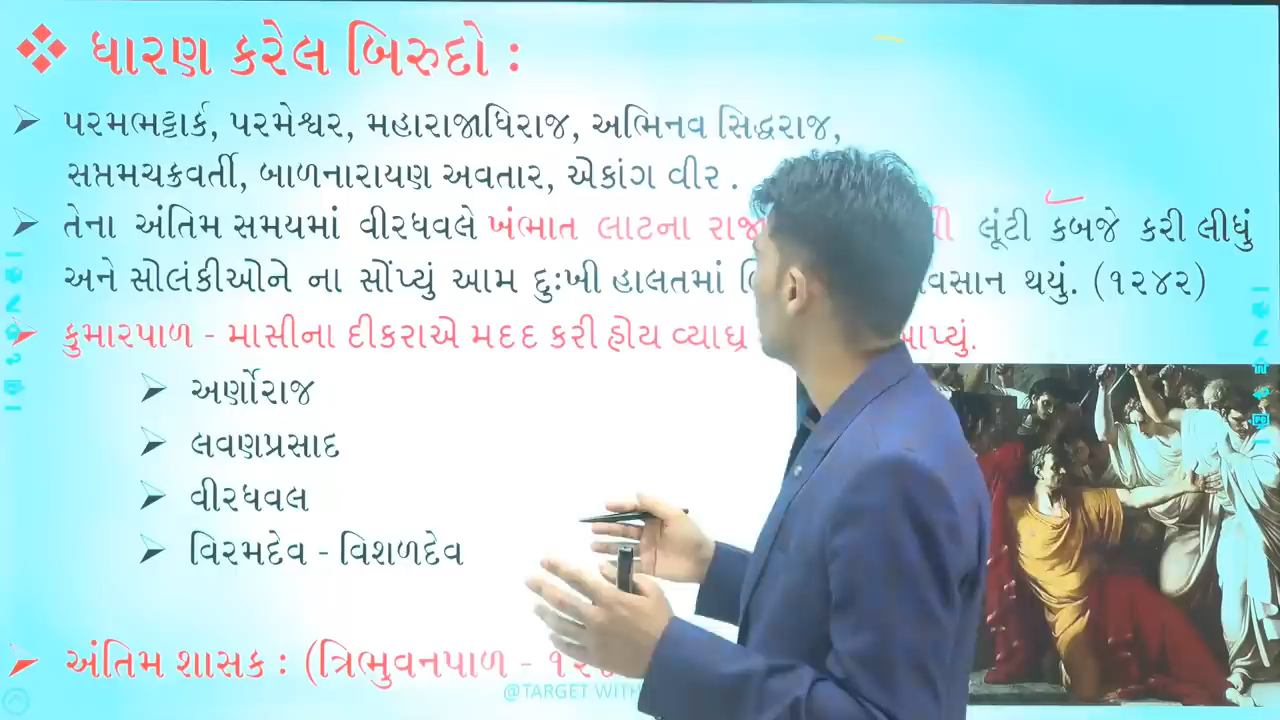 ધારણ કરેલ બિરુદો :
પરમભટ્ટાર્ક, પરમેશ્વર, મહારાજાધિરાજ, અભિનવ સિદ્ધરાજ,
સપ્તમચક્રવર્તી, બાળનારાયણ અવતાર, એકાંગ વીર .
તેના અંતિમ સમયમાં વીરધવલે ખંભાત લાટના લૂંટી કબજે કરી લીધું
અને સોલંકીઓને ના સોંપ્યું આમ દુઃખી હાલતમાં થયું. (૧૨૪૨)
કુમારપાળ - માસીના દીકરાએ મદદ કરી હોય વ્યાઘ્ર
અર્ણોરાજ
લવણપ્રસાદ
વીરધવલ
વિરમદેવ - વિશળદેવ
અંતિમ શાસક : (ત્રિભુવનપાળ -
@TARGET WITH